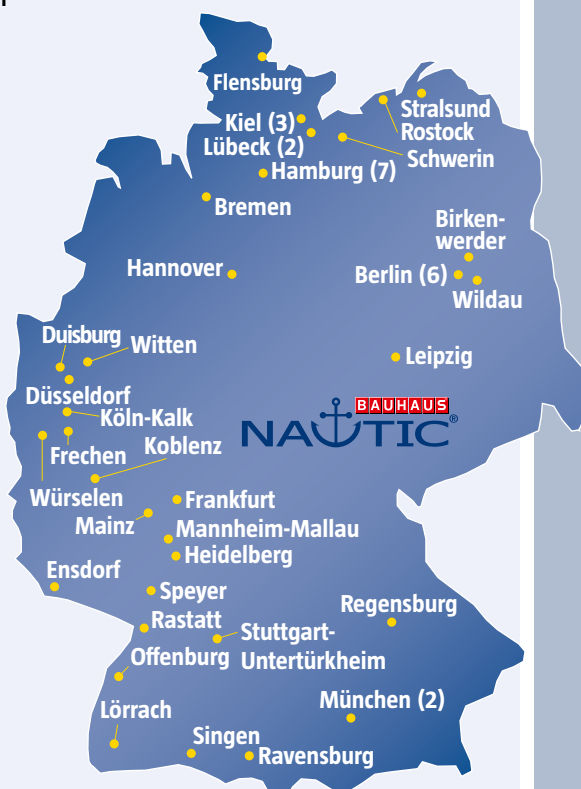 Flensburg
Stralsund
Rostock
Kiel (3)
Lübeck (2)
Schwerin
Hamburg (7)
Bremen
Birken-
werder
Hannover
Berlin (6)
Wildau
Duisburg
Witten
Leipzig
Düsseldorf
BAUHAUS
NAUTIC®
Köln-Kalk
Frechen
Koblenz
Würselen
Frankfurt
Mainz
Mannheim-Mallau
Heidelberg
Ensdorf
Speyer
Regensburg
Rastatt
Stuttgart-
Untertürkheim
Offenburg
München (2)
Lörrach
Singen
Ravensburg